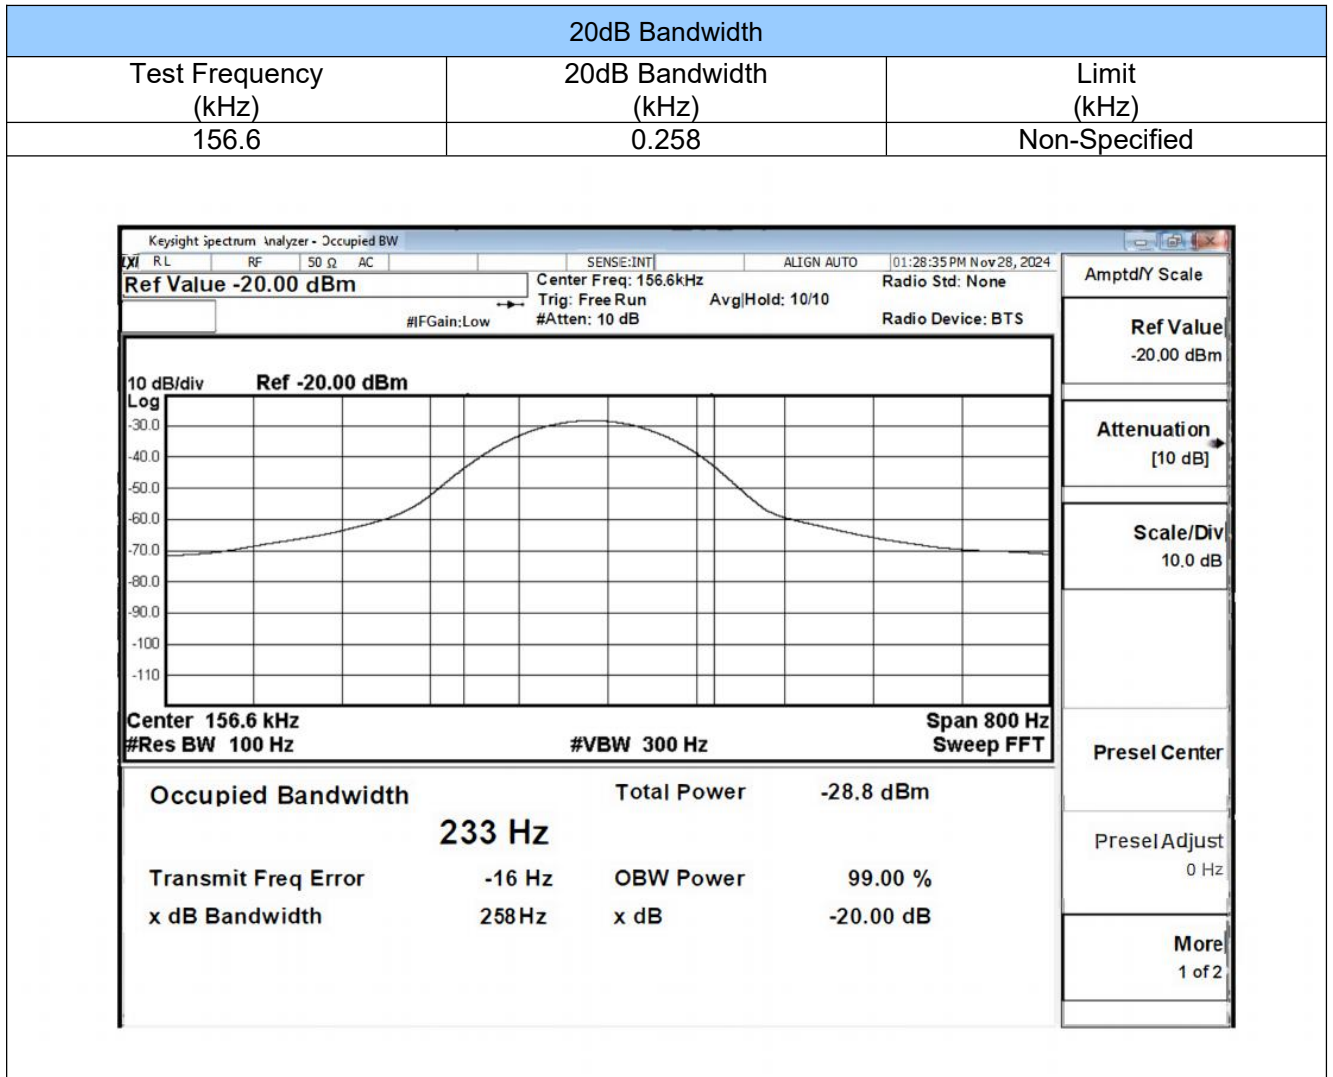 20dB Bandwidth
Test Frequency (kHz) 20dB Bandwidth (kHz) Limit (kHz)
156.6 0.258 Non-Specified
Keysight Spectrum Analyzer - Occupied BW
LXI RL RF 50 Ω AC SENSE:INT ALIGN AUTO 01:28:35 PM Nov 28, 2024
Ref Value -20.00 dBm
Center Freq: 156.6kHz Radio Std: None
Trig: Free Run Avg|Hold: 10/10
#IFGain:Low #Atten: 10 dB Radio Device: BTS
10 dB/div Ref -20.00 dBm
Log
-30.0
-40.0
-50.0
-60.0
-70.0
-80.0
-90.0
-100
-110
Center 156.6 kHz Span 800 Hz
#Res BW 100 Hz #VBW 300 Hz Sweep FFT
Occupied Bandwidth Total Power -28.8 dBm
233 Hz
Transmit Freq Error -16 Hz OBW Power 99.00 %
x dB Bandwidth 258Hz x dB -20.00 dB
Amptd/Y Scale
Ref Value
-20.00 dBm
Attenuation
[10 dB]
Scale/Div
10.0 dB
Presel Center
Presel Adjust
0 Hz
More
1 of 2